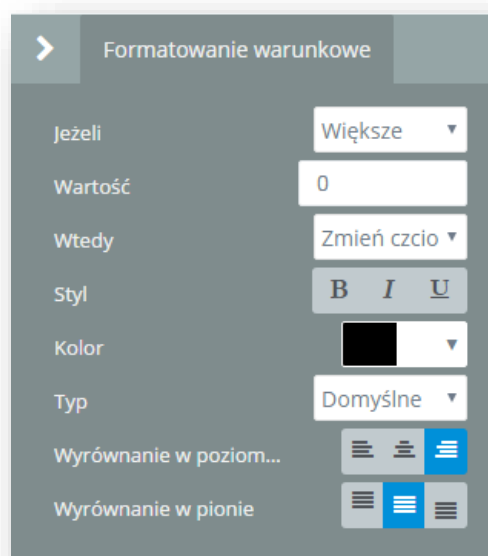 Formatowanie warunkowe
Jeżeli Większe
Wartość 0
Wtedy Zmień czcio
Styl B I U
Kolor
Typ Domyślne
Wyrównanie w poziom...
Wyrównanie w pionie